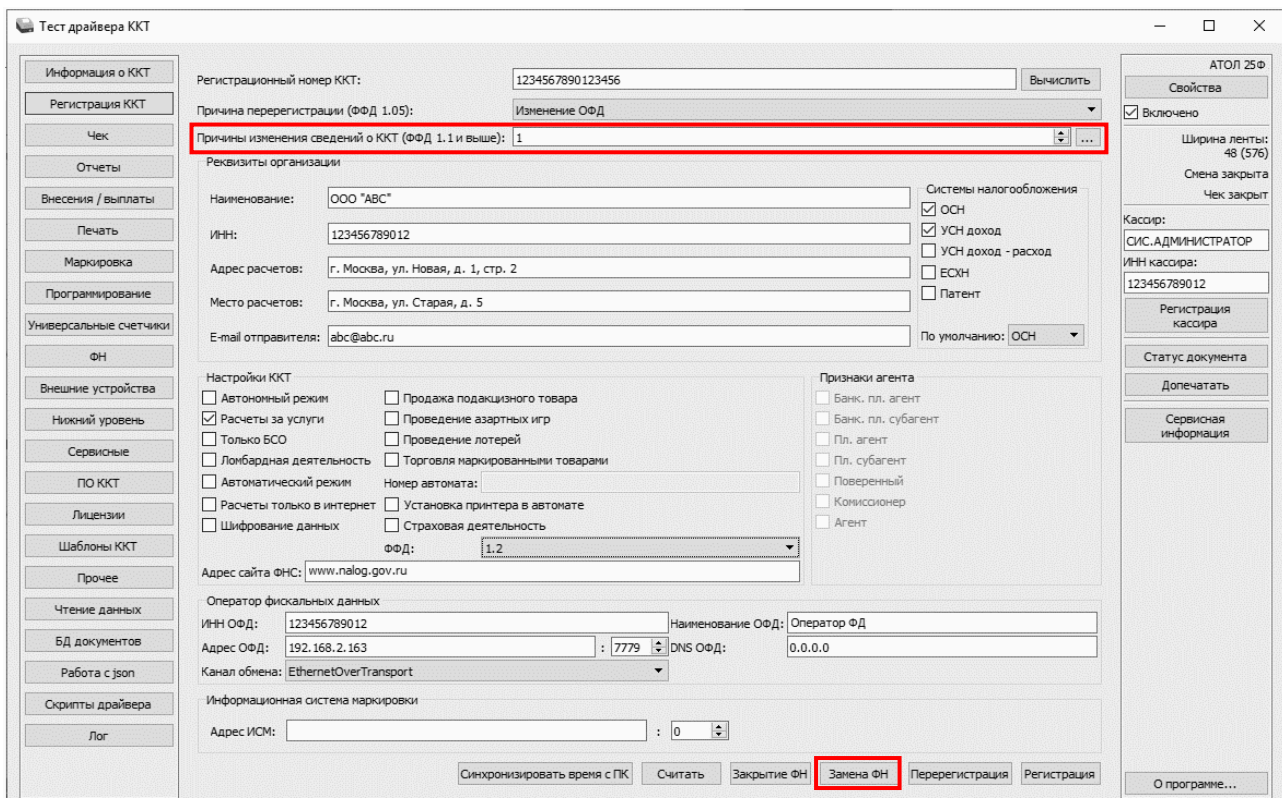 Тест драйвера ККТ
Информация о ККТ
Регистрация ККТ
Чек
Отчеты
Внесения / выплаты
Печать
Маркировка
Программирование
Универсальные счетчики
ФН
Внешние устройства
Нижний уровень
Сервисные
ПО ККТ
Лицензии
Шаблоны ККТ
Прочее
Чтение данных
БД документов
Работа с json
Скрипты драйвера
Лог
Регистрационный номер ККТ: 1234567890123456 Вычислить
Причина перерегистрации (ФФД 1.05): Изменение ОФД
Причины изменения сведений о ККТ (ФФД 1.1 и выше): 1 ...
Реквизиты организации
Наименование: ООО "АВС"
ИНН: 123456789012
Адрес расчетов: г. Москва, ул. Новая, д. 1, стр. 2
Место расчетов: г. Москва, ул. Старая, д. 5
E-mail отправителя: abc@abc.ru
Системы налогообложения
ОСН
УСН доход
УСН доход - расход
ЕСХН
Патент
По умолчанию: ОСН
Настройки ККТ
Автономный режим
Расчеты за услуги
Только БСО
Ломбардная деятельность
Автоматический режим
Расчеты только в интернет
Шифрование данных
Продажа подакцизного товара
Проведение азартных игр
Проведение лотерей
Торговля маркированными товарами
Номер автомата:
Установка принтера в автомате
Страховая деятельность
ФФД: 1.2
Адрес сайта ФНС: www.nalog.gov.ru
Признаки агента
Банк. пл. агент
Банк. пл. субагент
Пл. агент
Пл. субагент
Поверенный
Комиссионер
Агент
Оператор фискальных данных
ИНН ОФД: 123456789012 Наименование ОФД: Оператор ФД
Адрес ОФД: 192.168.2.163 : 7779 DNS ОФД: 0.0.0.0
Канал обмена: EthernetOverTransport
Информационная система маркировки
Адрес ИСМ: : 0
Синхронизировать время с ПК Считать Закрытие ФН Замена ФН Перерегистрация Регистрация
АТОЛ 25Ф
Свойства
Включено
Ширина ленты:
48 (576)
Смена закрыта
Чек закрыт
Кассир:
СИС.АДМИНИСТРАТОР
ИНН кассира:
123456789012
Регистрация
кассира
Статус документа
Допечатать
Сервисная
информация
О программе...